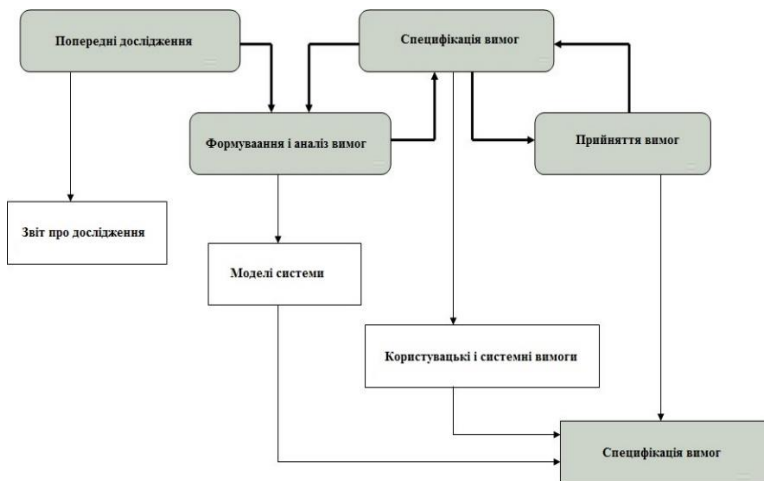 Попередні дослідження
Специфікація вимог
Формуваання і аналіз вимог
Прийняття вимог
Звіт про дослідження
Моделі системи
Користувацькі і системні вимоги
Специфікація вимог